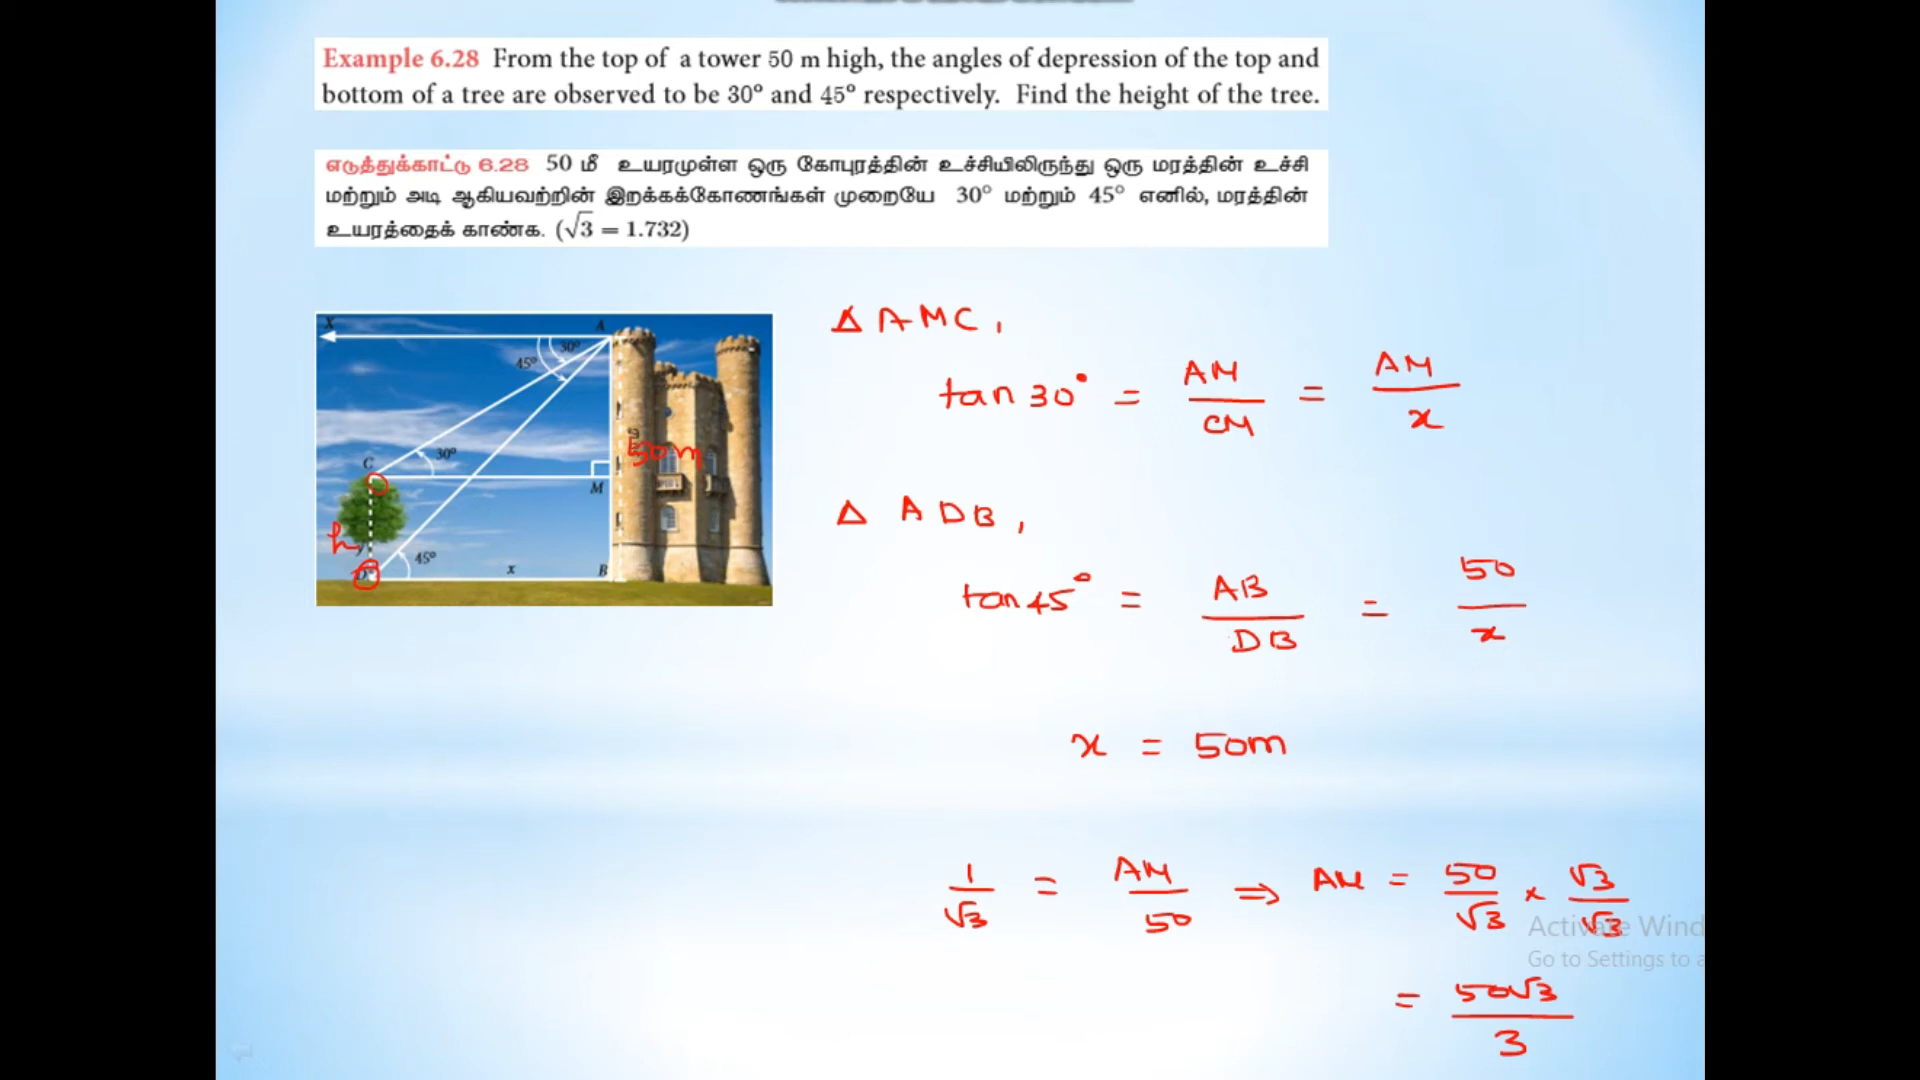 Example 6.28 From the top of a tower 50 m high, the angles of depression of the top and
bottom of a tree are observed to be 30° and 45° respectively. Find the height of the tree.
எடுத்துக்காட்டு 6.28 50 மீ உயரமுள்ள ஒரு கோபுரத்தின் உச்சியிலிருந்து ஒரு மரத்தின் உச்சி
மற்றும் அடி ஆகியவற்றின் இறக்கக்கோணங்கள் முறையே 30° மற்றும் 45° எனில், மரத்தின்
உயரத்தைக் காண்க. (√3 = 1.732)
X A
30°
45°
50m
C 30°
M
h
y
D 45° x B
Δ AMC,
tan 30° = AM/CM = AM/x
Δ ADB,
tan 45° = AB/DB = 50/x
x = 50m
1/√3 = AM/50 ⇒ AM = 50/√3 × √3/√3
= 50√3/3
Activate Wind
Go to Settings to a